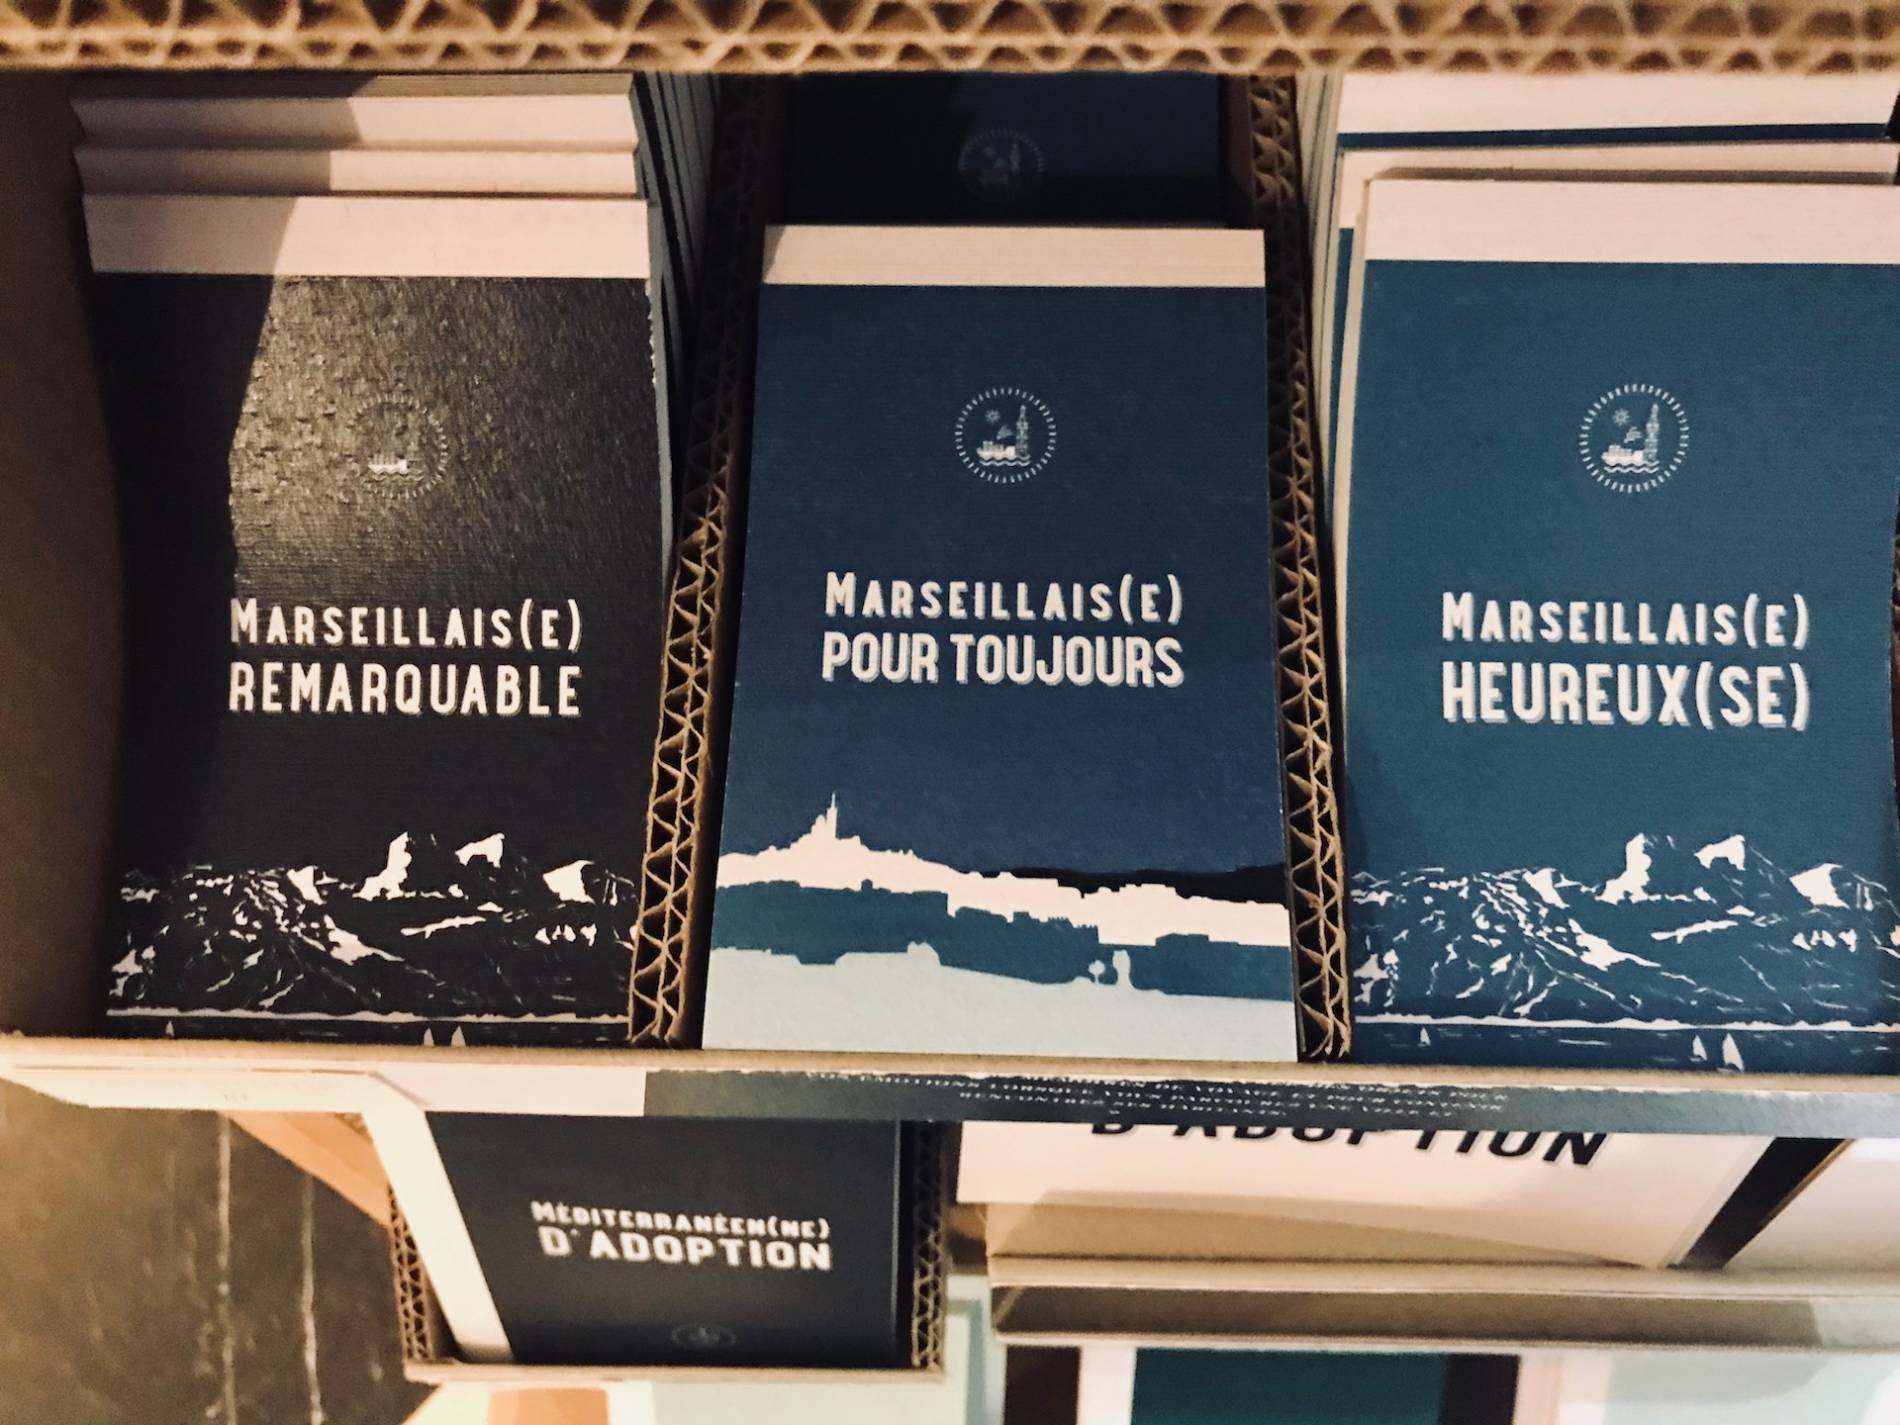 MARSEILLAIS(E)
REMARQUABLE
MARSEILLAIS(E)
POUR TOUJOURS
MARSEILLAIS(E)
HEUREUX(SE)
D'ADOPTION
MÉDITERRANÉEN(NE)
D'ADOPTION